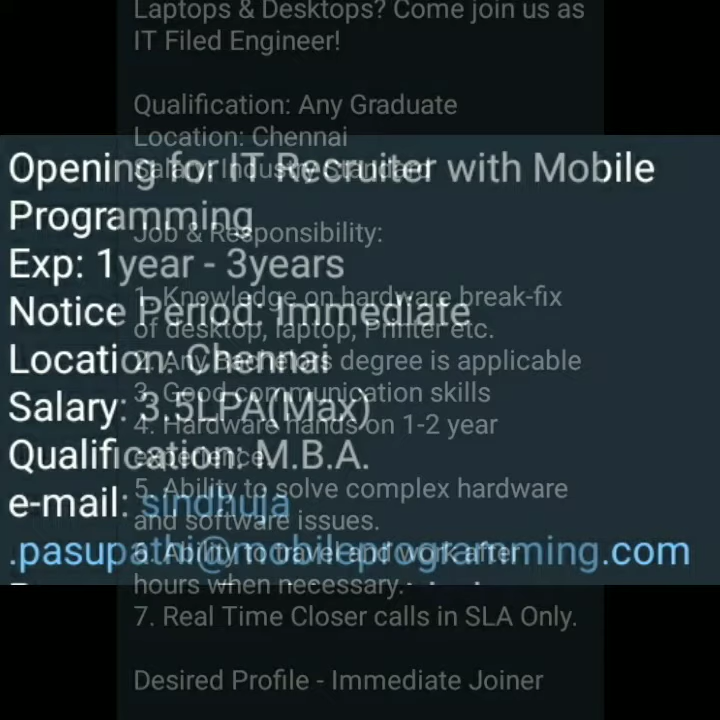 Laptops & Desktops? Come join us as
IT Filed Engineer!
Qualification: Any Graduate
Location: Chennai
Salary: Industry Standard
Job & Responsibility:
1. Knowledge on hardware break-fix
of desktop, laptop, Printer etc.
2. Any Bachelors degree is applicable
3. Good communication skills
4. Hardware hands on 1-2 year
experience.
5. Ability to solve complex hardware
and software issues.
6. Ability to travel and work after
hours when necessary.
7. Real Time Closer calls in SLA Only.
Desired Profile - Immediate Joiner
Opening for IT Recruiter with Mobile
Programming
Exp: 1year - 3years
Notice Period: Immediate
Location: Chennai
Salary: 3.5LPA(Max)
Qualification: M.B.A.
e-mail: sindhuja
.pasupathi@mobileprogramming.com